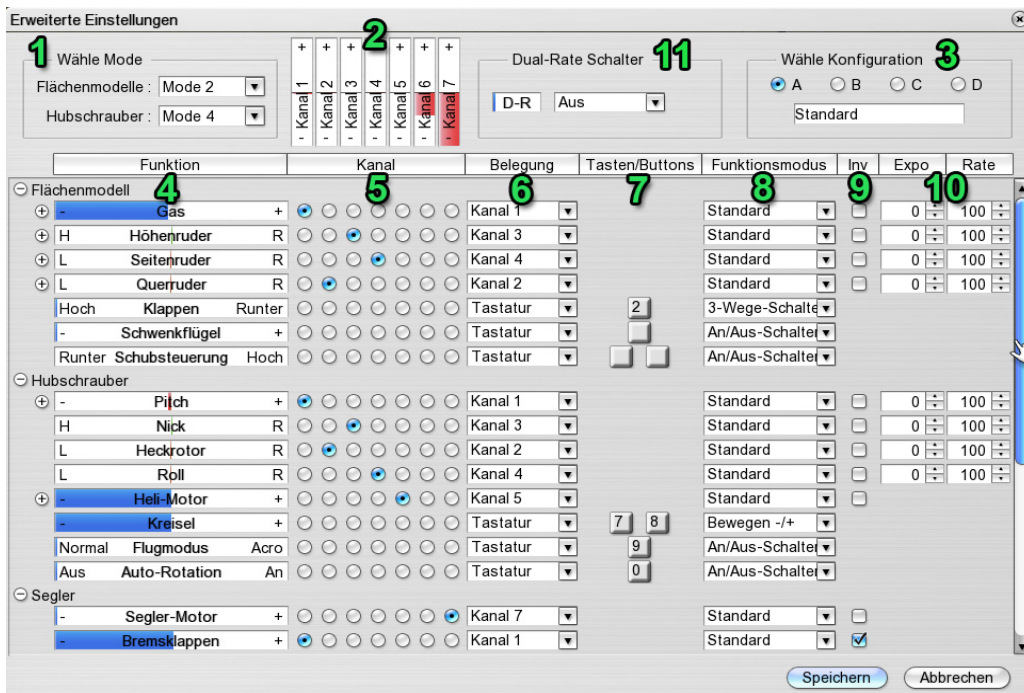 Erweiterte Einstellungen
1 Wähle Mode
Flächenmodelle : Mode 2
Hubschrauber : Mode 4
2
+ + + + + + +
Kanal 1 Kanal 2 Kanal 3 Kanal 4 Kanal 5 Kanal 6 Kanal 7
- - - - - - -
Dual-Rate Schalter 11
D-R Aus
Wähle Konfiguration 3
A B C D
Standard
Funktion Kanal Belegung Tasten/Buttons Funktionsmodus Inv Expo Rate
4 5 6 7 8 9 10
Flächenmodell
- Gas + Kanal 1 Standard 0 100
H Höhenruder R Kanal 3 Standard 0 100
L Seitenruder R Kanal 4 Standard 0 100
L Querruder R Kanal 2 Standard 0 100
Hoch Klappen Runter Tastatur 2 3-Wege-Schalte
- Schwenkflügel + Tastatur An/Aus-Schalter
Runter Schubsteuerung Hoch Tastatur An/Aus-Schalter
Hubschrauber
- Pitch + Kanal 1 Standard 0 100
H Nick R Kanal 3 Standard 0 100
L Heckrotor R Kanal 2 Standard 0 100
L Roll R Kanal 4 Standard 0 100
- Heli-Motor + Kanal 5 Standard
- Kreisel + Tastatur 7 8 Bewegen -/+
Normal Flugmodus Acro Tastatur 9 An/Aus-Schalter
Aus Auto-Rotation An Tastatur 0 An/Aus-Schalter
Segler
- Segler-Motor + Kanal 7 Standard
- Bremsklappen + Kanal 1 Standard
Speichern Abbrechen